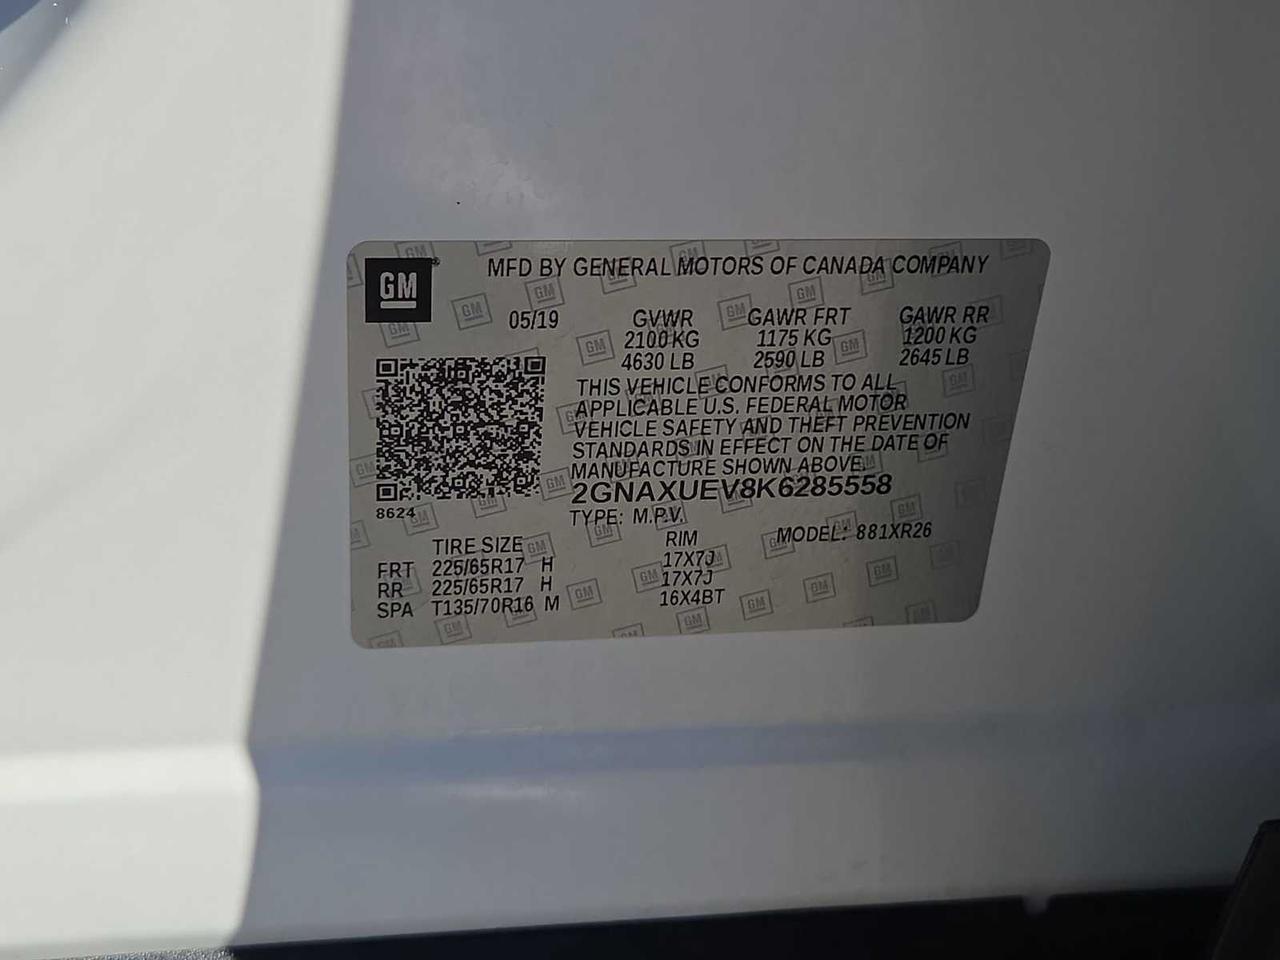 GM
MFD BY GENERAL MOTORS OF CANADA COMPANY
05/19 GVWR GAWR FRT GAWR RR
2100 KG 1175 KG 1200 KG
4630 LB 2590 LB 2645 LB
THIS VEHICLE CONFORMS TO ALL
APPLICABLE U.S. FEDERAL MOTOR
VEHICLE SAFETY AND THEFT PREVENTION
STANDARDS IN EFFECT ON THE DATE OF
MANUFACTURE SHOWN ABOVE.
2GNAXUEV8K6285558
8624
TYPE: M.P.V.
MODEL: 881XR26
TIRE SIZE RIM
FRT 225/65R17 H 17X7J
RR 225/65R17 H 17X7J
SPA T135/70R16 M 16X4BT